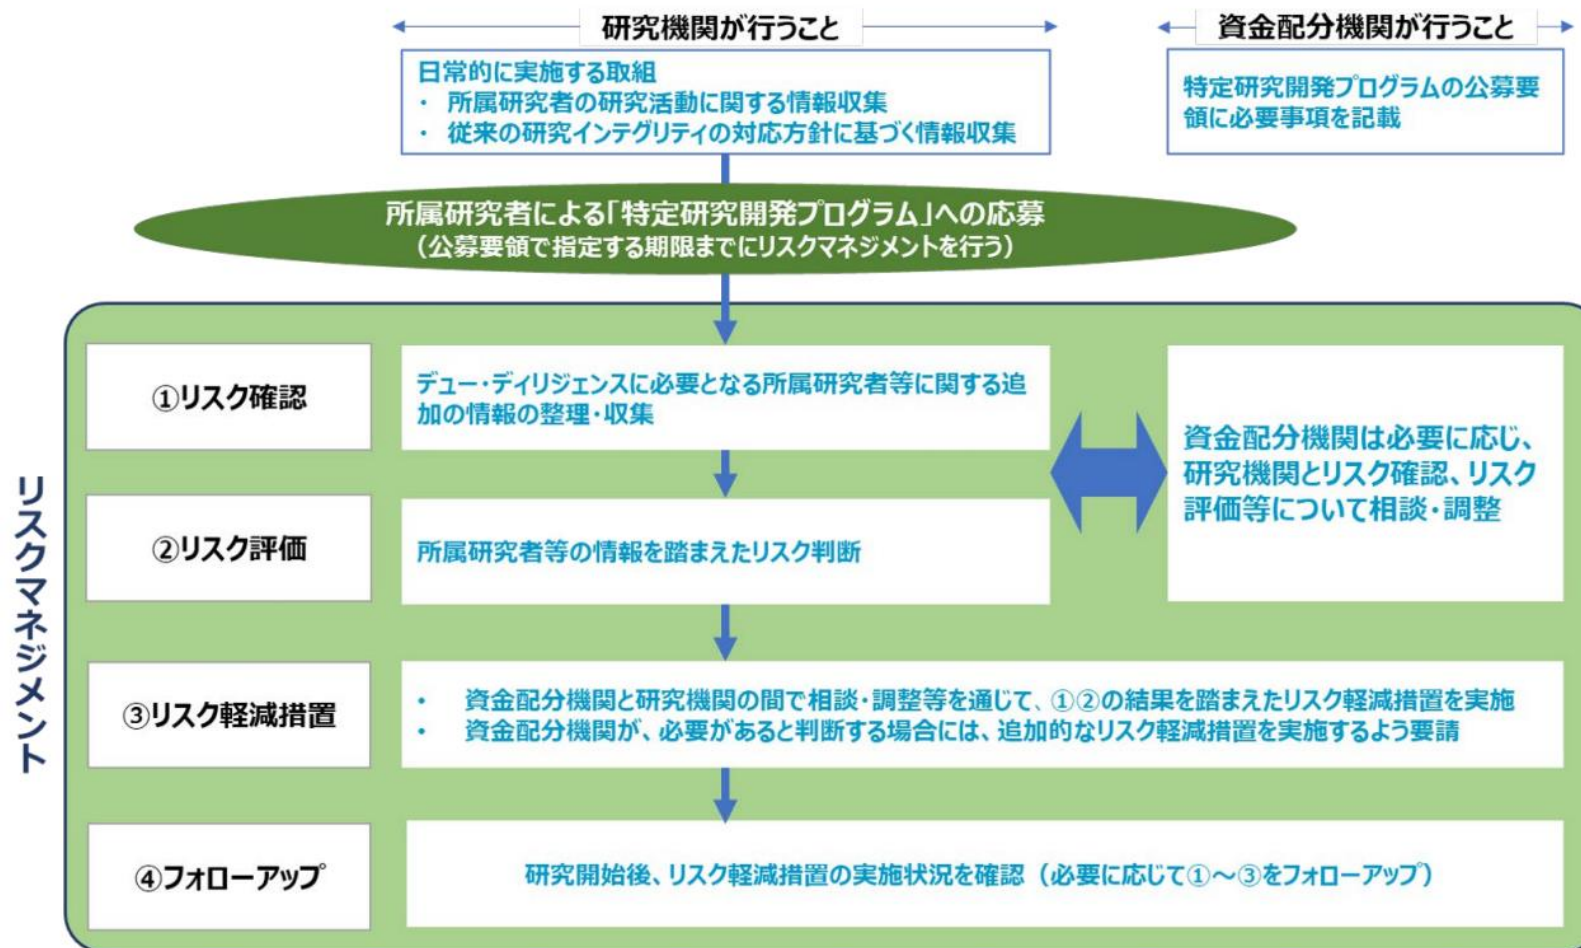 研究機関が行うこと
資金配分機関が行うこと
日常的に実施する取組
・ 所属研究者の研究活動に関する情報収集
・ 従来の研究インテグリティの対応方針に基づく情報収集
特定研究開発プログラムの公募要
領に必要事項を記載
所属研究者による「特定研究開発プログラム」への応募
（公募要領で指定する期限までにリスクマネジメントを行う）
リスクマネジメント
①リスク確認
デュー・ディリジェンスに必要となる所属研究者等に関する追
加の情報の整理・収集
資金配分機関は必要に応じ、
研究機関とリスク確認、リスク
評価等について相談・調整
②リスク評価
所属研究者等の情報を踏まえたリスク判断
③リスク軽減措置
・ 資金配分機関と研究機関の間で相談・調整等を通じて、①②の結果を踏まえたリスク軽減措置を実施
・ 資金配分機関が、必要があると判断する場合には、追加的なリスク軽減措置を実施するよう要請
④フォローアップ
研究開始後、リスク軽減措置の実施状況を確認（必要に応じて①～③をフォローアップ）